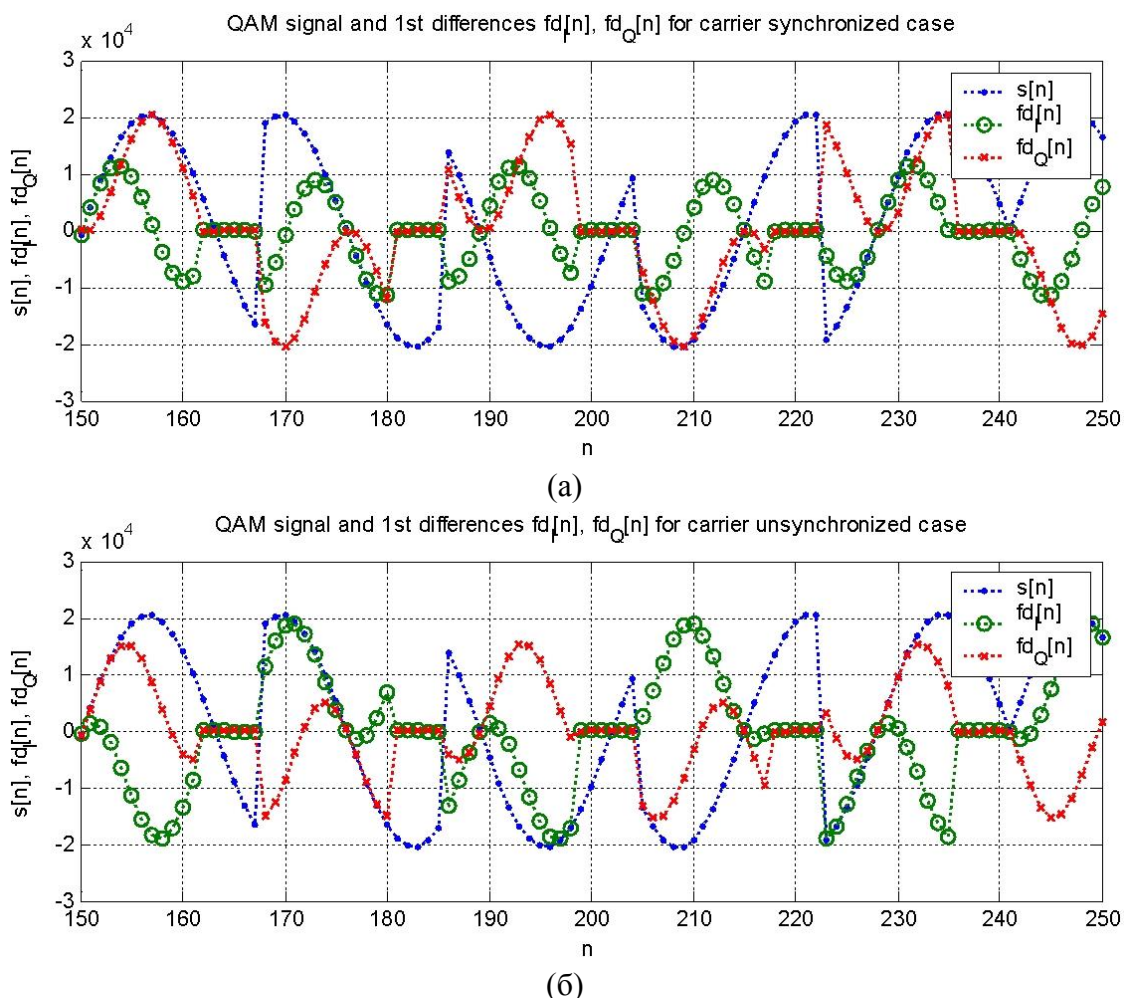 QAM signal and 1st differences fd_I[n], fd_Q[n] for carrier synchronized case
x 10^4
s[n], fd_I[n], fd_Q[n]
3
2
1
0
-1
-2
-3
s[n]
fd_I[n]
fd_Q[n]
150 160 170 180 190 200 210 220 230 240 250
n
(а)
QAM signal and 1st differences fd_I[n], fd_Q[n] for carrier unsynchronized case
x 10^4
s[n], fd_I[n], fd_Q[n]
3
2
1
0
-1
-2
-3
s[n]
fd_I[n]
fd_Q[n]
150 160 170 180 190 200 210 220 230 240 250
n
(б)